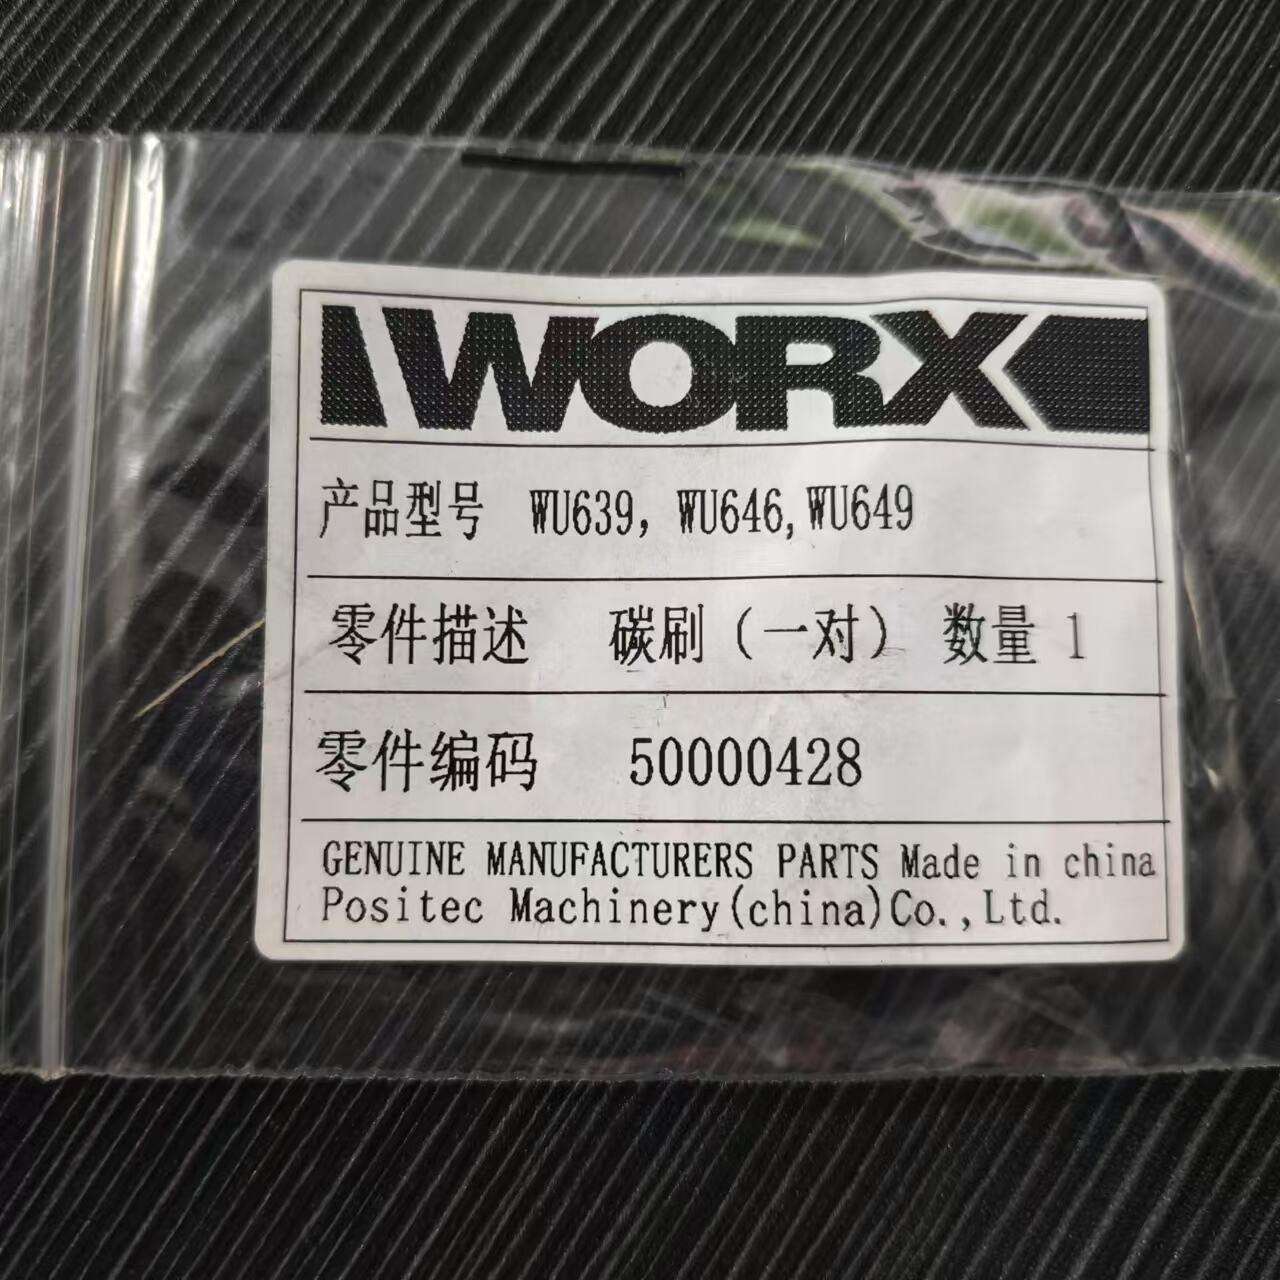 WORX
产品型号 WU639, WU646,WU649
零件描述 碳刷(一对) 数量 1
零件编码 50000428
GENUINE MANUFACTURERS PARTS Made in china
Positec Machinery(china)Co.,Ltd.